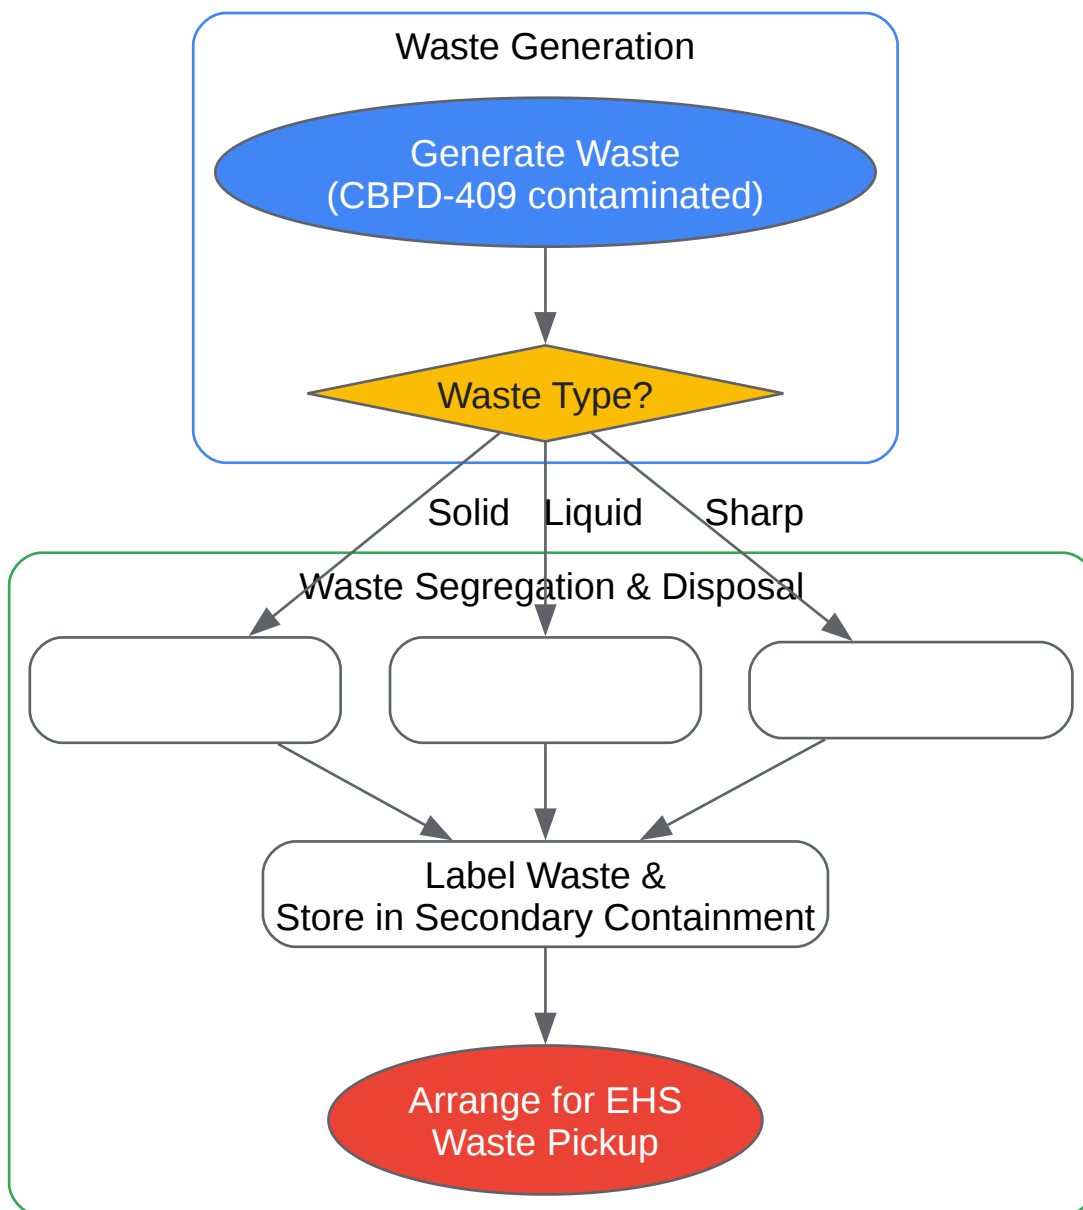 Waste Generation
Generate Waste
(CBPD-409 contaminated)
Waste Type?
Solid
Liquid
Sharp
Waste Segregation & Disposal
Label Waste &
Store in Secondary Containment
Arrange for EHS
Waste Pickup